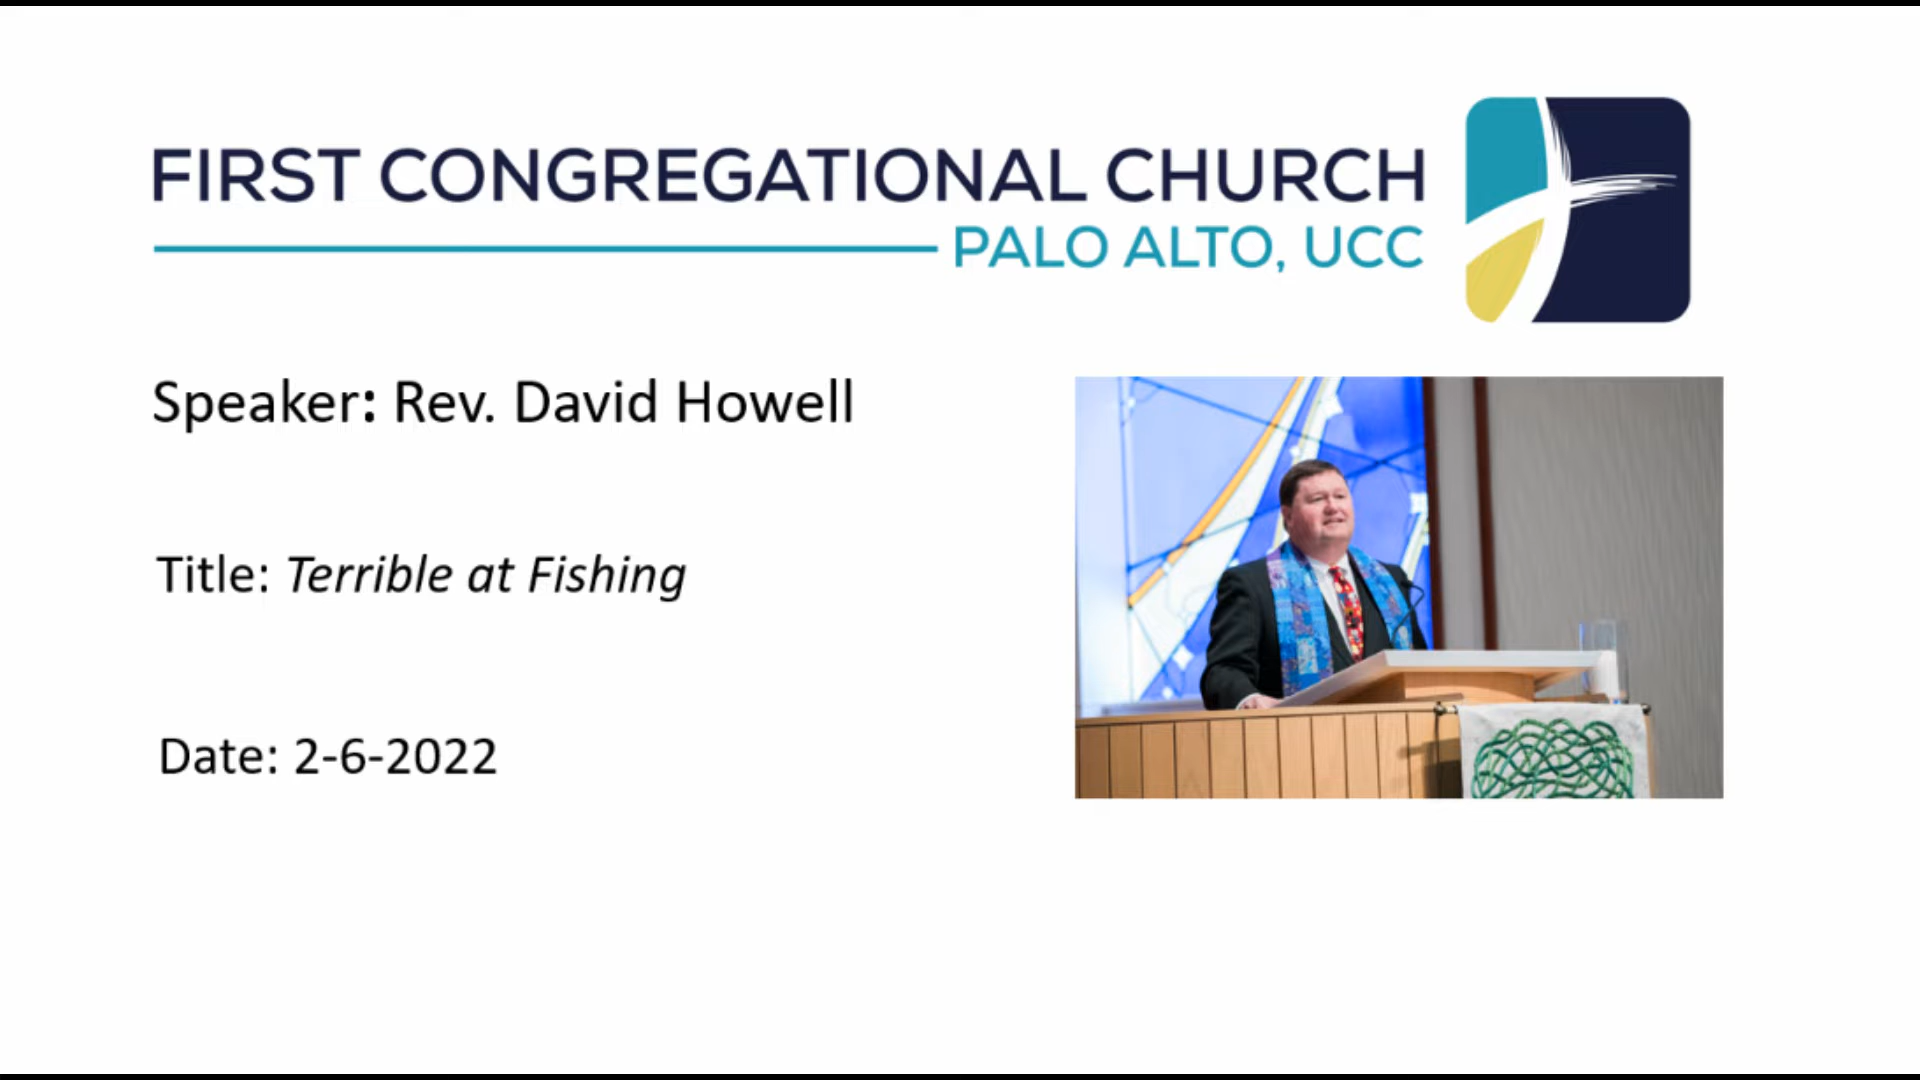 FIRST CONGREGATIONAL CHURCH
PALO ALTO, UCC
Speaker: Rev. David Howell
Title: Terrible at Fishing
Date: 2-6-2022